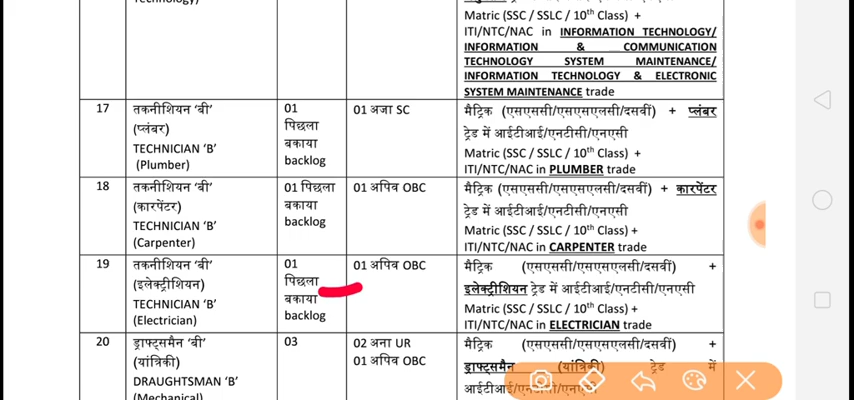 Matric (SSC / SSLC / 10th Class) +
ITI/NTC/NAC in INFORMATION TECHNOLOGY/
INFORMATION & COMMUNICATION
TECHNOLOGY SYSTEM MAINTENANCE/
INFORMATION TECHNOLOGY & ELECTRONIC
SYSTEM MAINTENANCE trade
17
तकनीशियन 'बी'
(प्लंबर)
TECHNICIAN 'B'
(Plumber)
01
पिछला
बकाया
backlog
01 अजा SC
मैट्रिक (एसएससी/एसएसएलसी/दसवीं) + प्लंबर
ट्रेड में आईटीआई/एनटीसी/एनएसी
Matric (SSC / SSLC / 10th Class) +
ITI/NTC/NAC in PLUMBER trade
18
तकनीशियन 'बी'
(कारपेंटर)
TECHNICIAN 'B'
(Carpenter)
01 पिछला
बकाया
backlog
01 अपिव OBC
मैट्रिक (एसएससी/एसएसएलसी/दसवीं) + कारपेंटर
ट्रेड में आईटीआई/एनटीसी/एनएसी
Matric (SSC / SSLC / 10th Class) +
ITI/NTC/NAC in CARPENTER trade
19
तकनीशियन 'बी'
(इलेक्ट्रीशियन)
TECHNICIAN 'B'
(Electrician)
01
पिछला
बकाया
backlog
01 अपिव OBC
मैट्रिक (एसएससी/एसएसएलसी/दसवीं) +
इलेक्ट्रीशियन ट्रेड में आईटीआई/एनटीसी/एनएसी
Matric (SSC / SSLC / 10th Class) +
ITI/NTC/NAC in ELECTRICIAN trade
20
ड्राफ्ट्समैन 'बी'
(यांत्रिकी)
DRAUGHTSMAN 'B'
(Mechanical)
03
02 अना UR
01 अपिव OBC
मैट्रिक (एसएससी/एसएसएलसी/दसवीं) +
ड्राफ्ट्समैन (यांत्रिकी) ट्रेड में
आईटीआई/एनटीसी/एनएसी